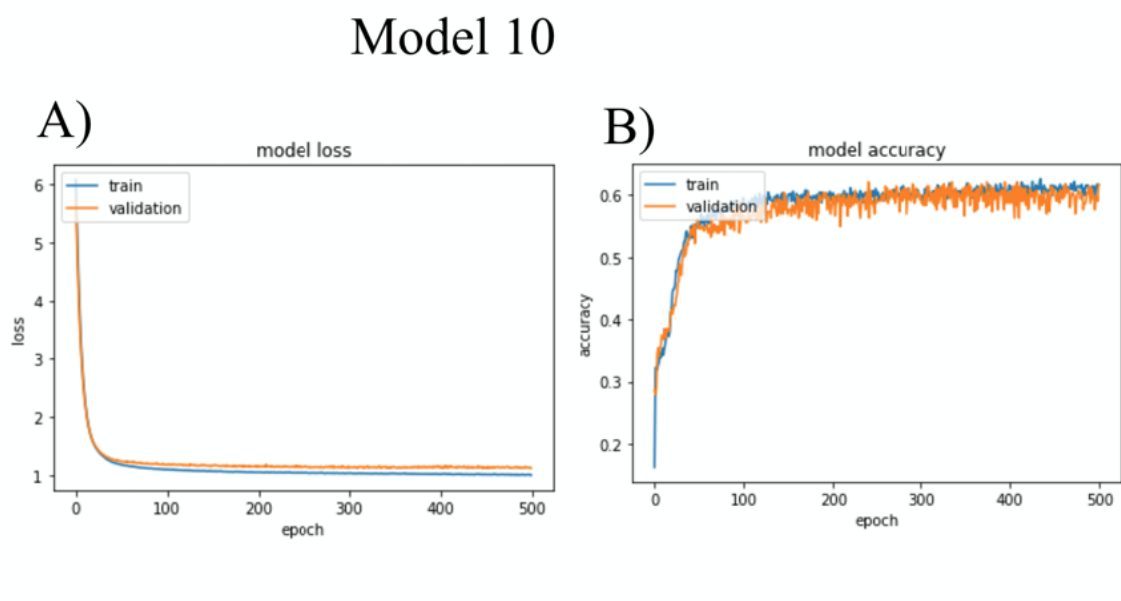 Model 10
A)
model loss
train
validation
6
5
4
3
2
1
loss
0
100
200
300
400
500
epoch
B)
model accuracy
train
validation
0.6
0.5
0.4
0.3
0.2
accuracy
0
100
200
300
400
500
epoch